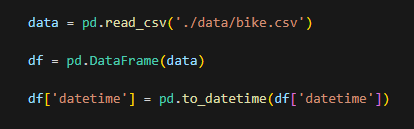 data = pd.read_csv('./data/bike.csv')
df = pd.DataFrame(data)
df['datetime'] = pd.to_datetime(df['datetime'])